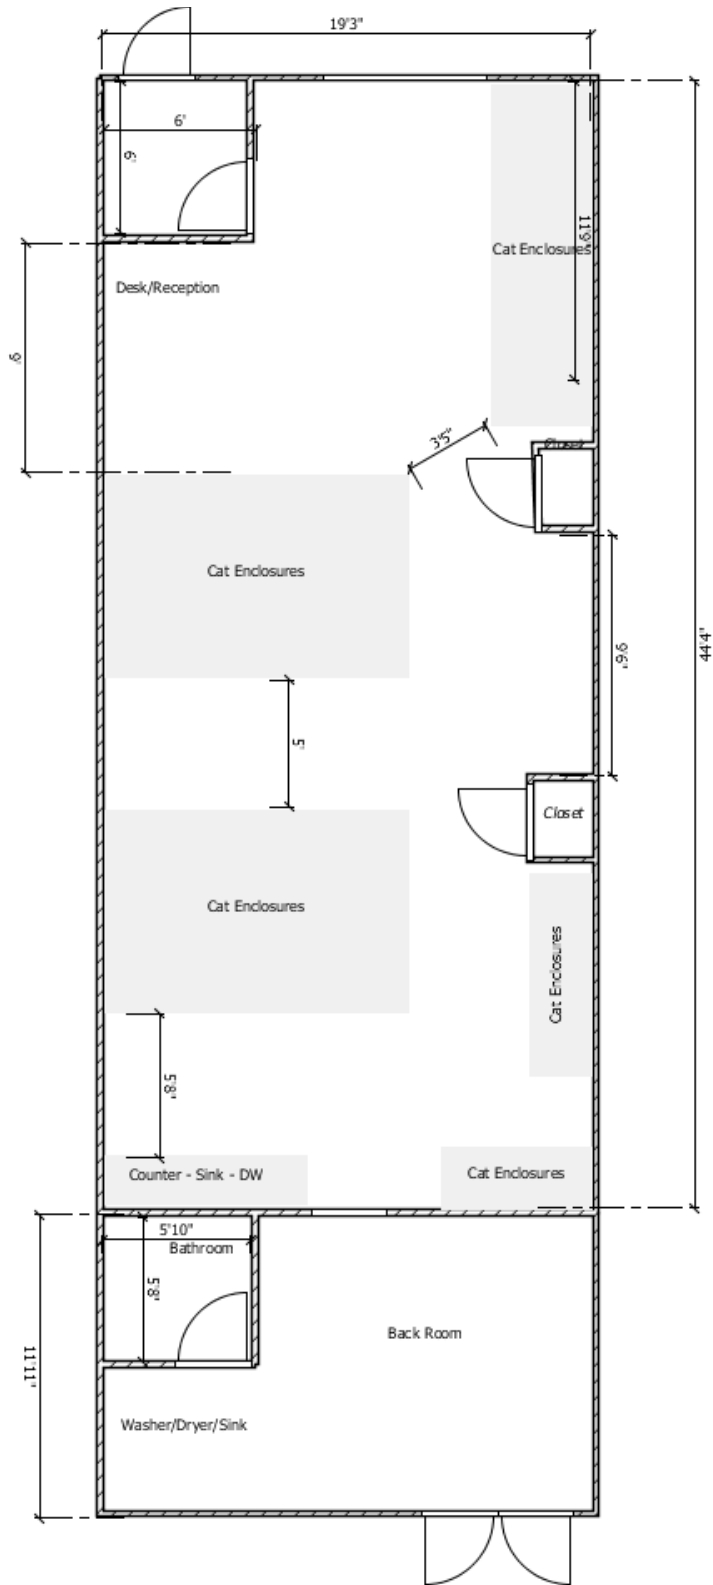 19'3"
6'
6'
11'9"
Cat Enclosures
Desk/Reception
9'
3'5"
Closet
Cat Enclosures
9'6"
44'4"
5'
Closet
Cat Enclosures
Cat Enclosures
5'8"
Counter - Sink - DW
Cat Enclosures
5'10"
Bathroom
5'8"
Back Room
11'11"
Washer/Dryer/Sink